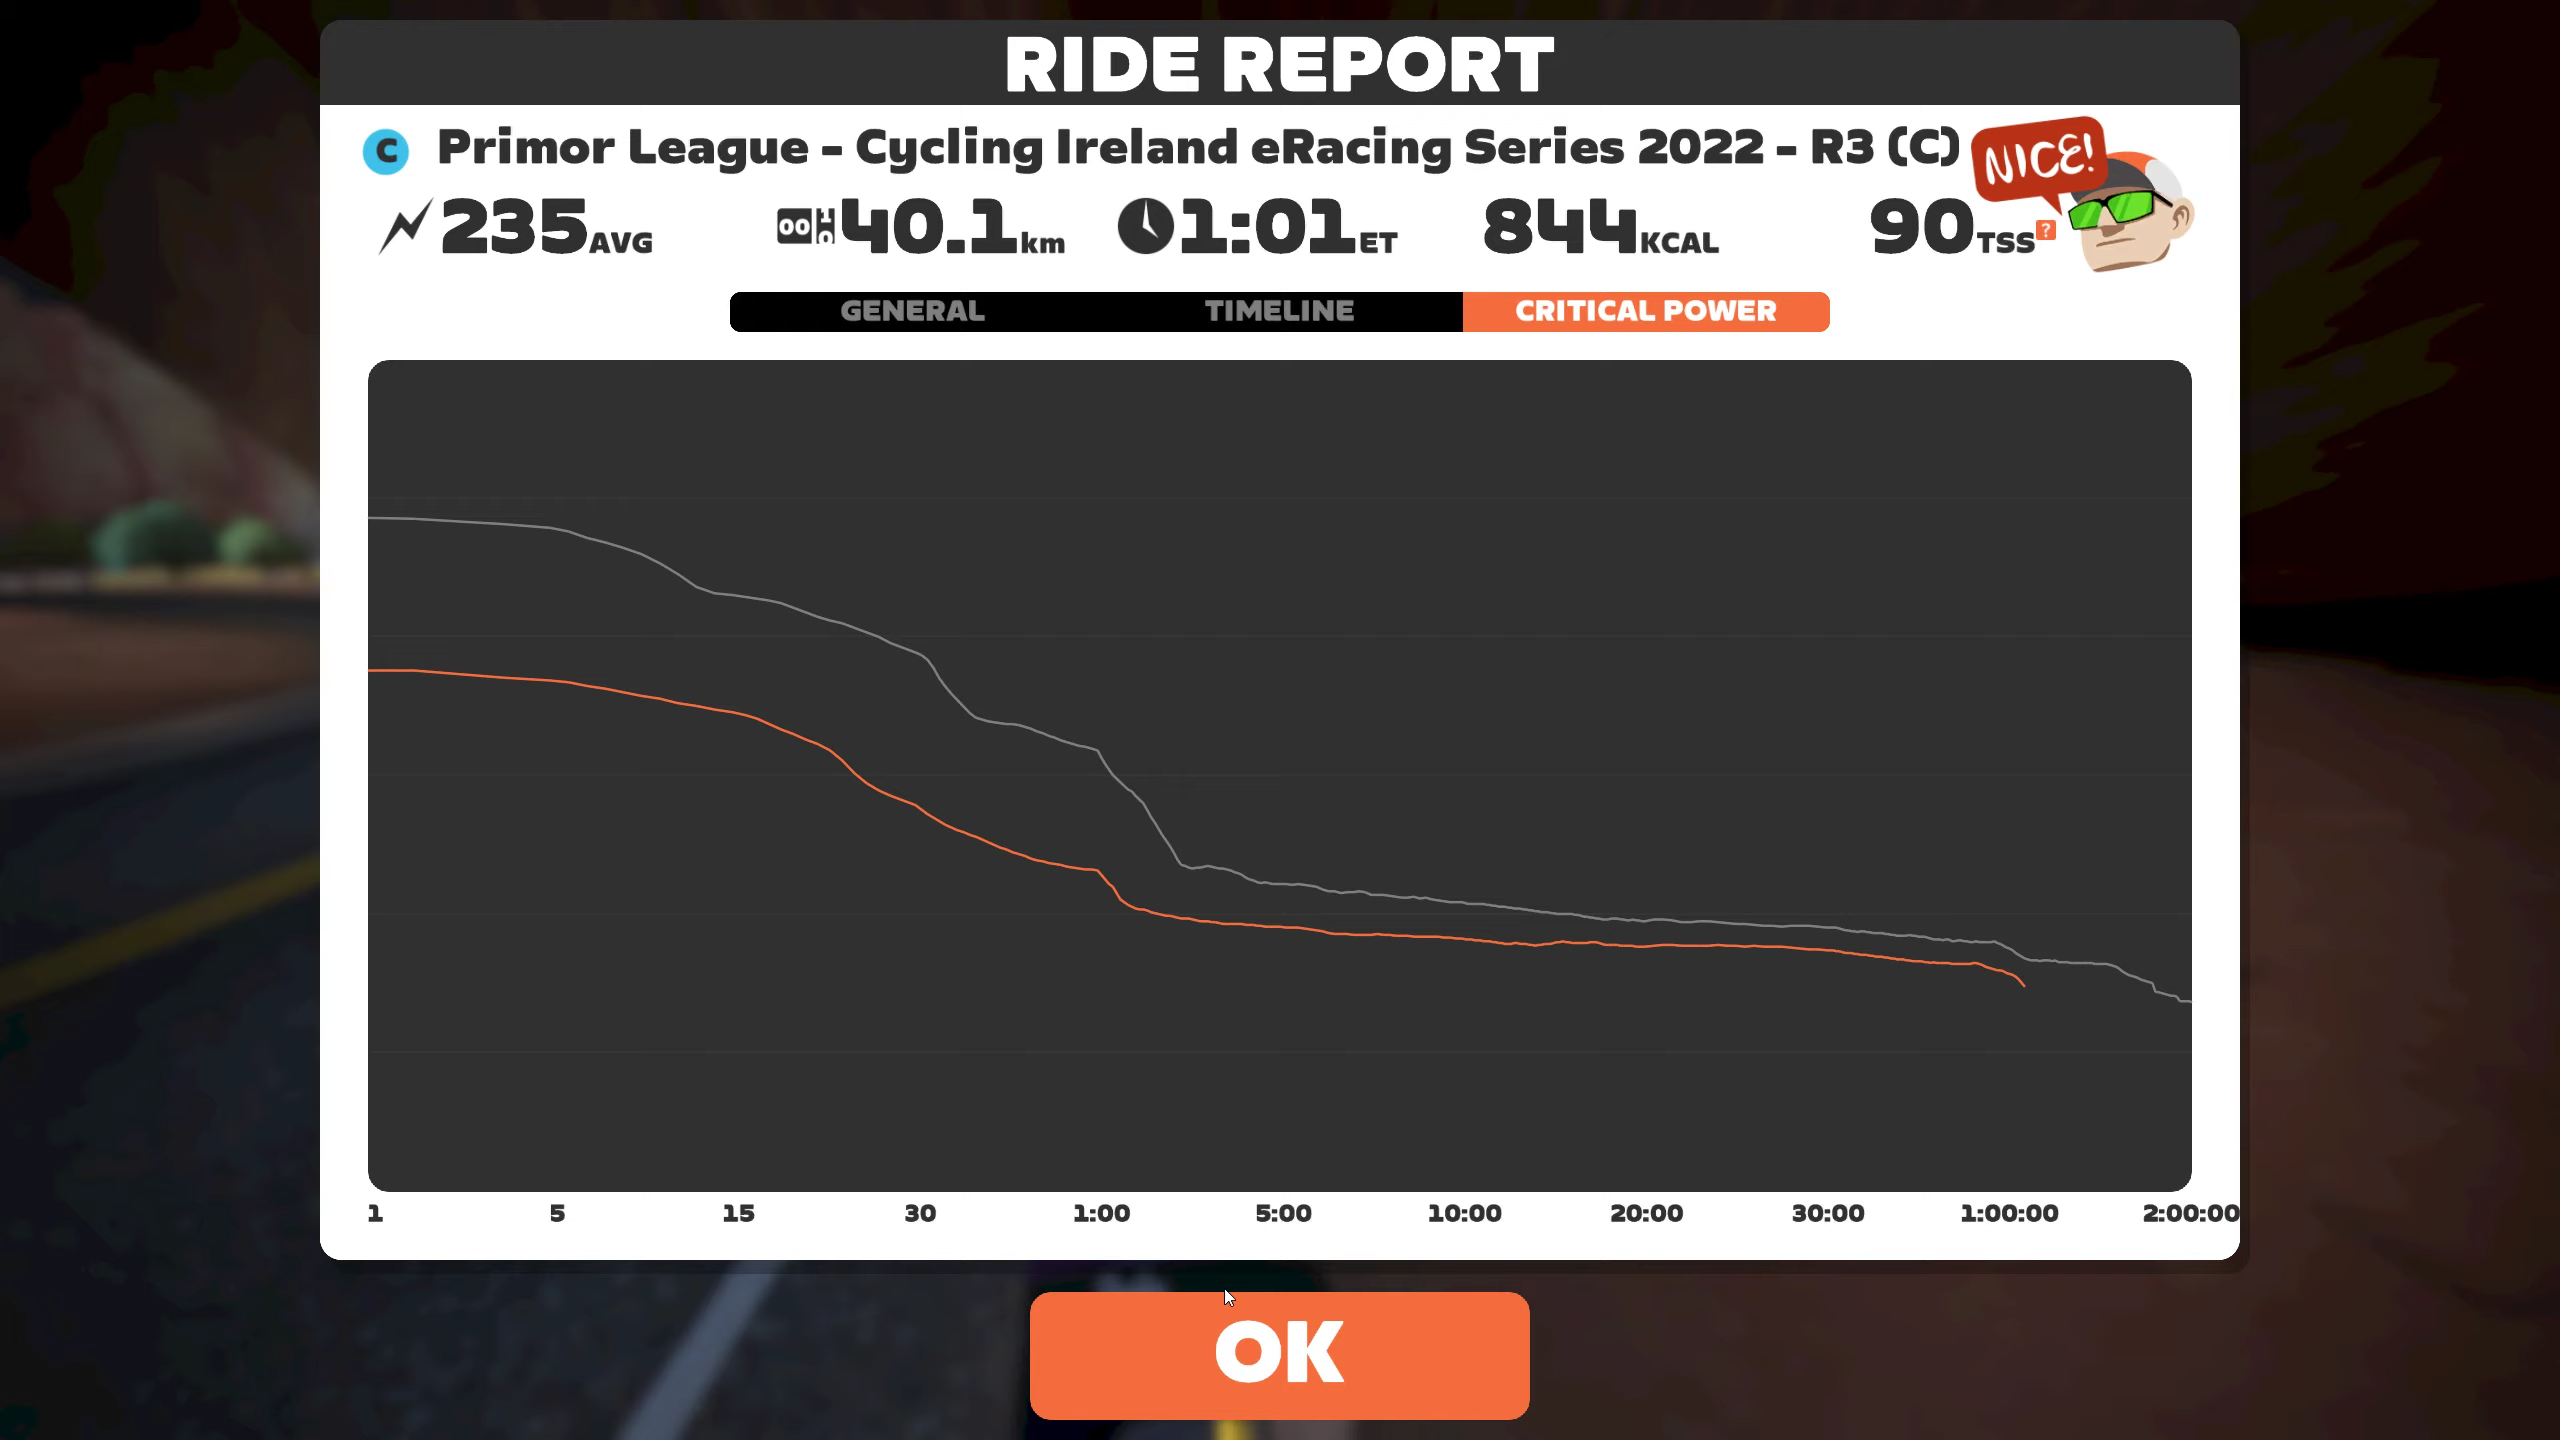 RIDE REPORT
C Primor League - Cycling Ireland eRacing Series 2022 - R3 (C)
NICE!
235AVG 40.1km 1:01ET 844KCAL 90TSS?
GENERAL TIMELINE CRITICAL POWER
1 5 15 30 1:00 5:00 10:00 20:00 30:00 1:00:00 2:00:00
OK